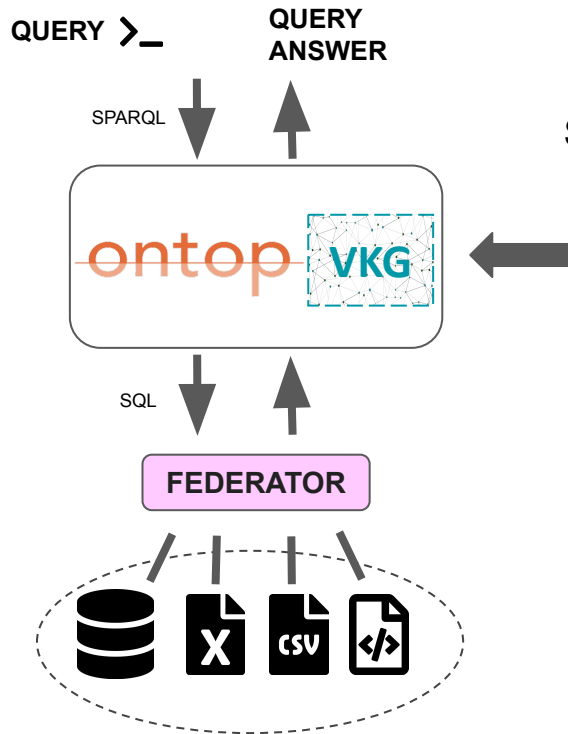 QUERY >_
QUERY
ANSWER
SPARQL
S
ontop
VKG
SQL
FEDERATOR
X
CSV
</>